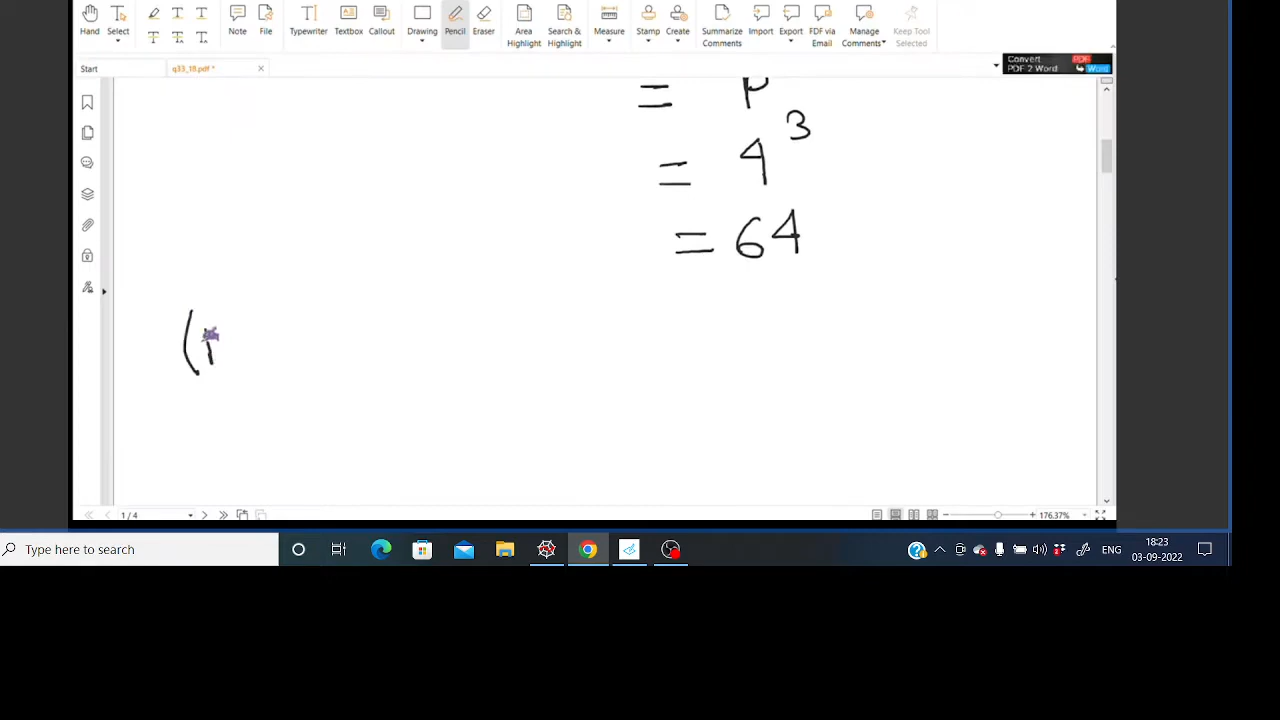 Hand Select Note File Typewriter Textbox Callout Drawing Pencil Eraser Area Highlight Search & Highlight Measure Stamp Create Summarize Comments Import Export FDF via Email Manage Comments Keep Tool Selected
Start q33_18.pdf * Convert PDF-2 Word PDF Word
= p
= 4³
= 64
(
1 / 4 176.37%
Type here to search ENG 18:23
03-09-2022